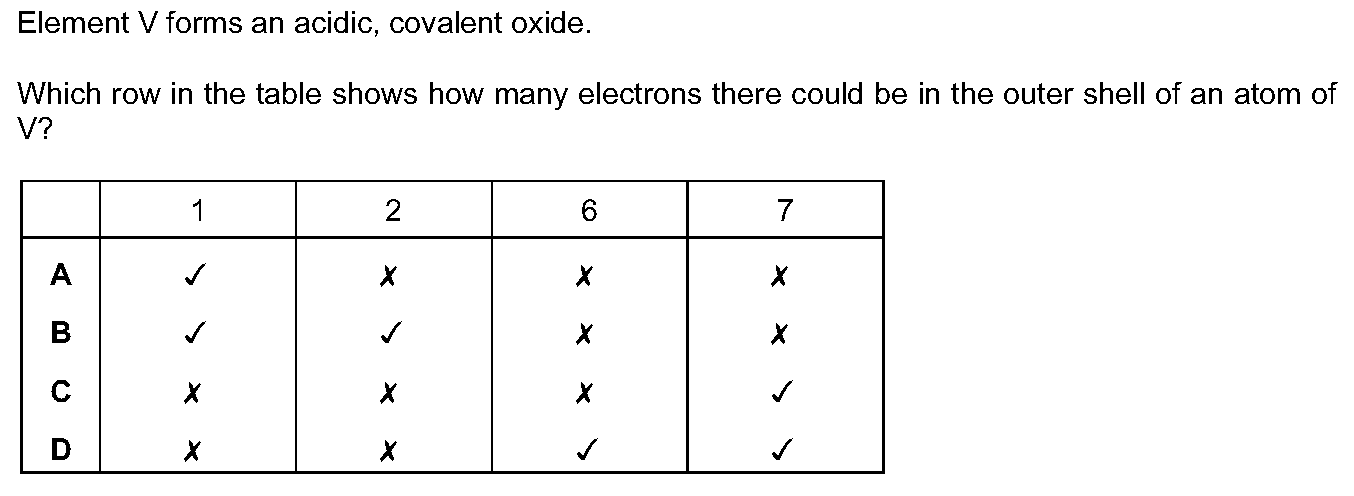 Element V forms an acidic, covalent oxide.
Which row in the table shows how many electrons there could be in the outer shell of an atom of
V?
1 2 6 7
A ✓ ✗ ✗ ✗
B ✓ ✓ ✗ ✗
C ✗ ✗ ✗ ✓
D ✗ ✗ ✓ ✓